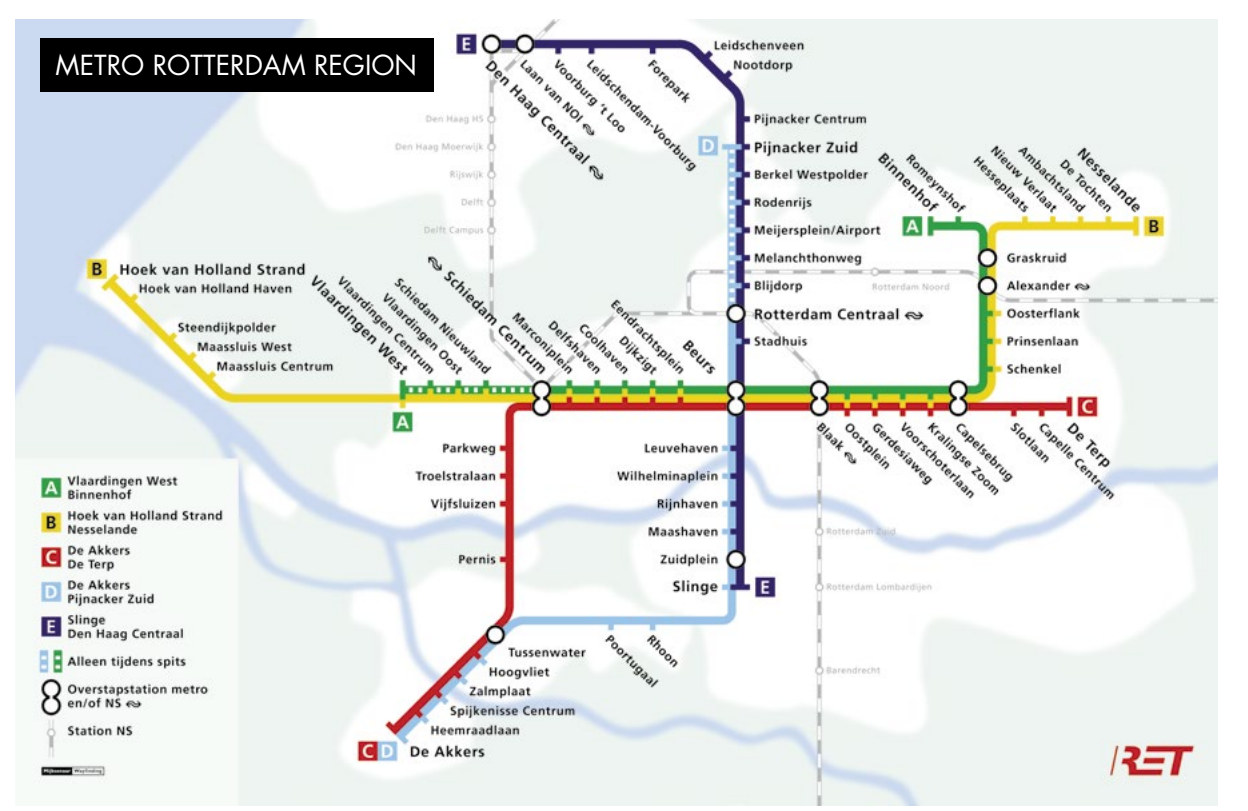 METRO ROTTERDAM REGION
E
Den Haag Centraal
Laan van NOI
Voorburg 't Loo
Leidschendam-Voorburg
Forepark
Leidschenveen
Nootdorp
Pijnacker Centrum
D
Pijnacker Zuid
Berkel Westpolder
Rodenrijs
Meijersplein/Airport
Melanchthonweg
Blijdorp
Rotterdam Centraal
Stadhuis
Den Haag HS
Den Haag Moerwijk
Rijswijk
Delft
Delft Campus
Rotterdam Noord
A
Binnenhof
Romeynshof
Hesseplaats
Nieuw Verlaat
Ambachtsland
De Tochten
Nesselande
B
Graskruid
Alexander
Oosterflank
Prinsenlaan
Schenkel
B
Hoek van Holland Strand
Hoek van Holland Haven
Steendijkpolder
Maassluis West
Maassluis Centrum
Vlaardingen West
Vlaardingen Centrum
Vlaardingen Oost
Schiedam Nieuwland
Schiedam Centrum
Marconiplein
Delfshaven
Coolhaven
Dijkzigt
Eendrachtsplein
Beurs
A
C
Blaak
Oostplein
Gerdesiaweg
Voorschoterlaan
Kralingse Zoom
Capelsebrug
Slotlaan
Capelle Centrum
De Terp
Parkweg
Troelstralaan
Vijfsluizen
Pernis
Leuvehaven
Wilhelminaplein
Rijnhaven
Maashaven
Zuidplein
Slinge
E
Rotterdam Zuid
Rotterdam Lombardijen
Barendrecht
Tussenwater
Hoogvliet
Zalmplaat
Spijkenisse Centrum
Heemraadlaan
C D De Akkers
Poortugaal
Rhoon
A Vlaardingen West
Binnenhof
B Hoek van Holland Strand
Nesselande
C De Akkers
De Terp
D De Akkers
Pijnacker Zuid
E Slinge
Den Haag Centraal
Alleen tijdens spits
Overstapstation metro
en/of NS
Station NS
Mijksenaar Wayfinding
RET